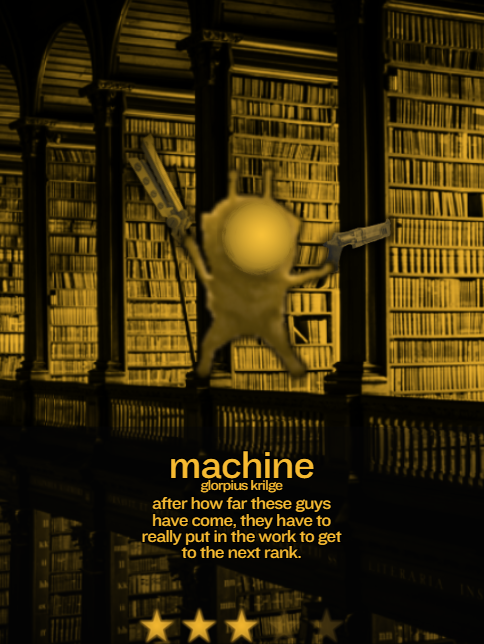 machine
glorpius krilge
after how far these guys
have come, they have to
really put in the work to get
to the next rank.